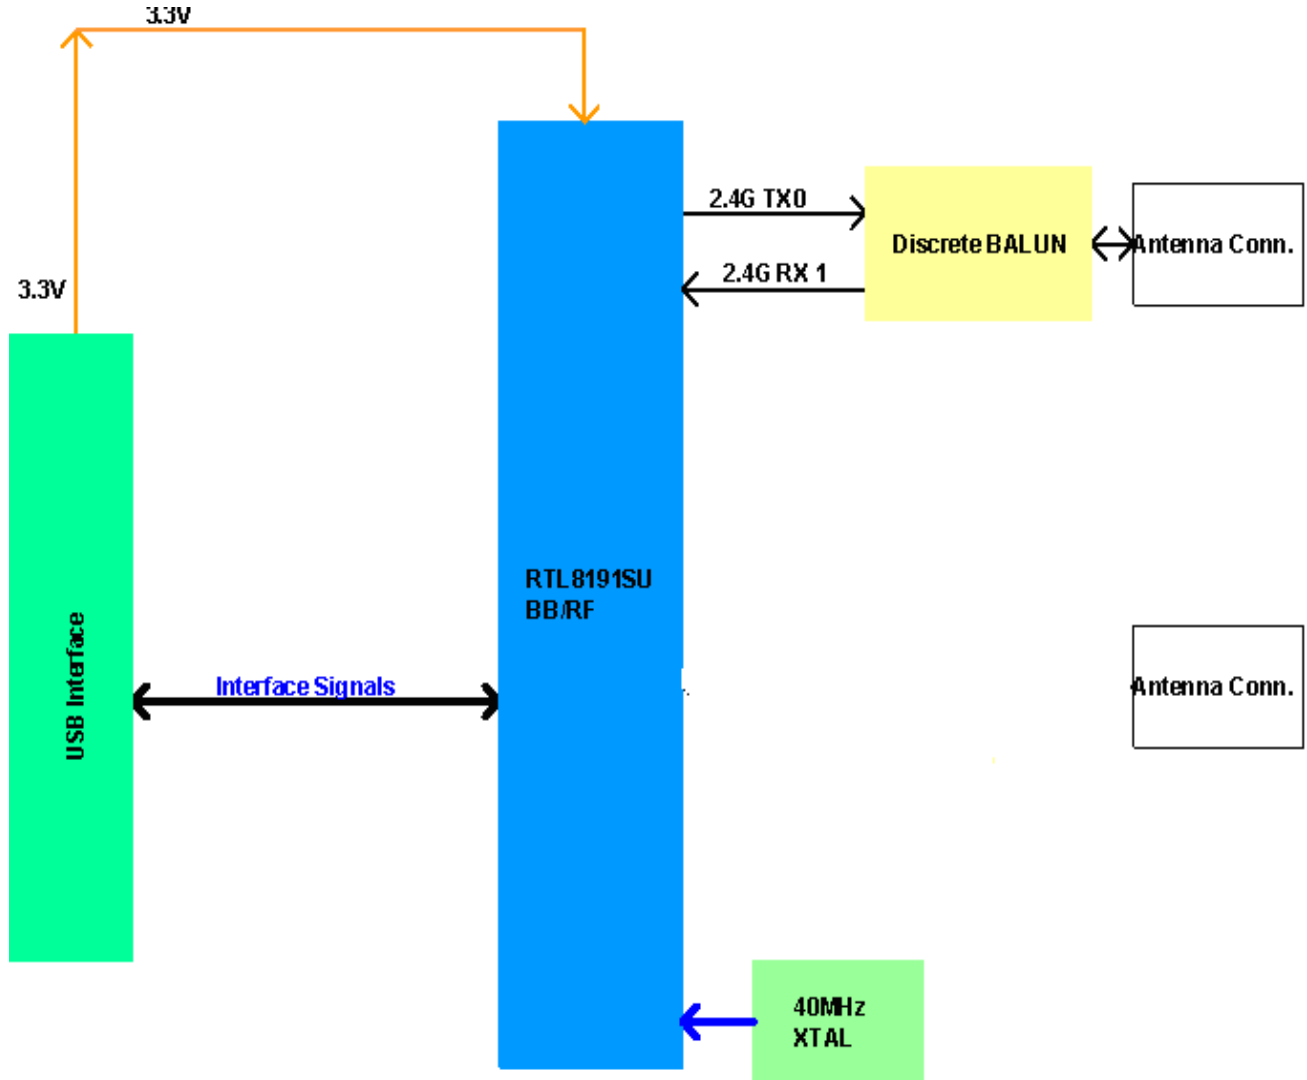 3.3V
2.4G TX0
Discrete BALUN
Antenna Conn.
2.4G RX 1
3.3V
RTL8191SU
BB/RF
USB Interface
Interface Signals
Antenna Conn.
40MHz
XTAL